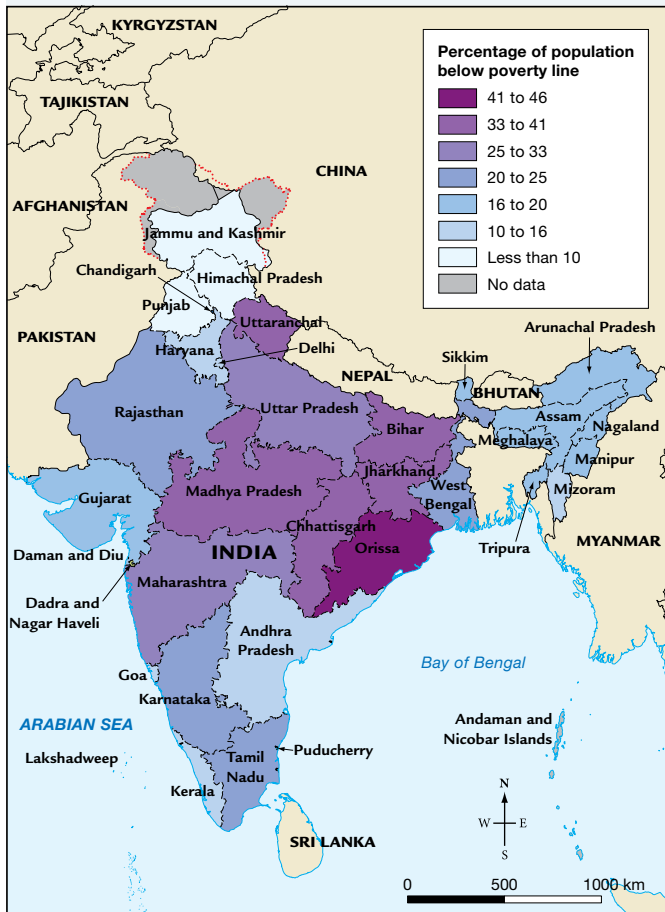 KYRGYZSTAN
TAJIKISTAN
AFGHANISTAN
CHINA
PAKISTAN
NEPAL
BHUTAN
MYANMAR
SRI LANKA
INDIA
Percentage of population
below poverty line
41 to 46
33 to 41
25 to 33
20 to 25
16 to 20
10 to 16
Less than 10
No data
Jammu and Kashmir
Chandigarh
Himachal Pradesh
Punjab
Uttaranchal
Haryana
Delhi
Arunachal Pradesh
Sikkim
Rajasthan
Uttar Pradesh
Bihar
Assam
Nagaland
Meghalaya
Manipur
Mizoram
Tripura
Jharkhand
West
Bengal
Gujarat
Madhya Pradesh
Chhattisgarh
Orissa
Daman and Diu
Maharashtra
Dadra and
Nagar Haveli
Andhra
Pradesh
Goa
Karnataka
Bay of Bengal
ARABIAN SEA
Lakshadweep
Andaman and
Nicobar Islands
Puducherry
Tamil
Nadu
Kerala
N
W E
S
0 500 1000 km